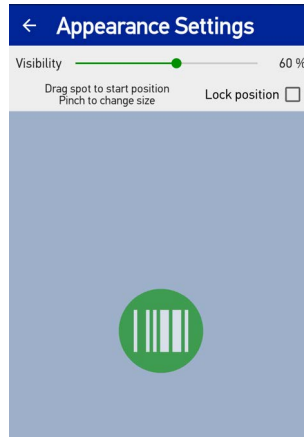 Appearance Settings
Visibility 60 %
Drag spot to start position
Pinch to change size
Lock position